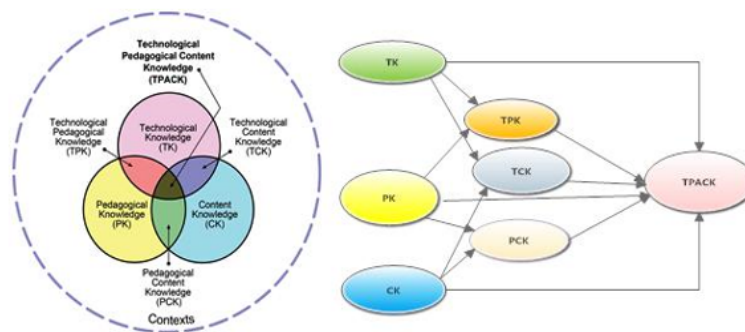 Technological
Pedagogical Content
Knowledge
(TPACK)
Technological
Pedagogical
Knowledge
(TPK)
Technological
Knowledge
(TK)
Technological
Content
Knowledge
(TCK)
Pedagogical
Knowledge
(PK)
Content
Knowledge
(CK)
Pedagogical
Content
Knowledge
(PCK)
Contexts
TK
TPK
TCK
PK
TPACK
PCK
CK